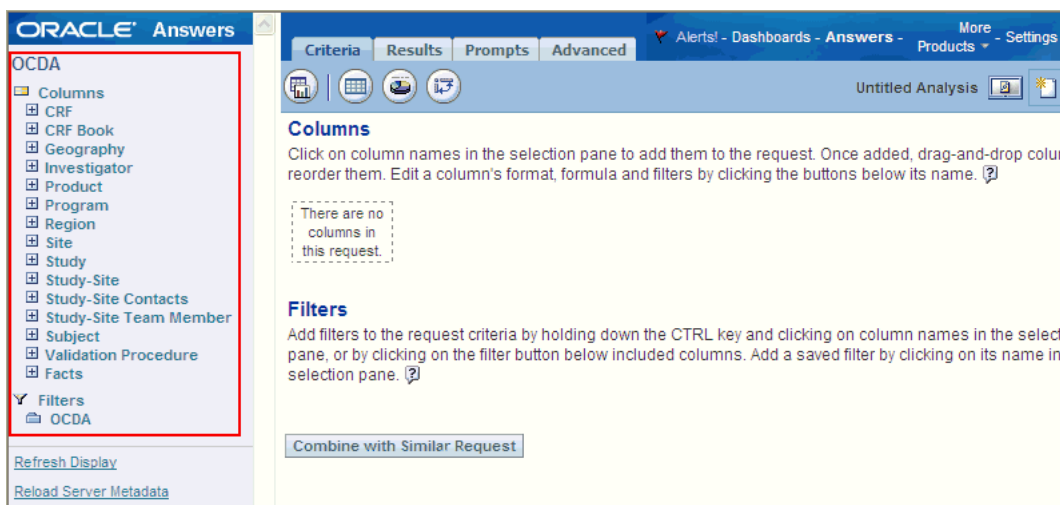 ORACLE Answers
OCDA
Columns
CRF
CRF Book
Geography
Investigator
Product
Program
Region
Site
Study
Study-Site
Study-Site Contacts
Study-Site Team Member
Subject
Validation Procedure
Facts
Filters
OCDA
Refresh Display
Reload Server Metadata
Alerts! - Dashboards - Answers - More Products - Settings
Criteria Results Prompts Advanced
Untitled Analysis
Columns
Click on column names in the selection pane to add them to the request. Once added, drag-and-drop colu
reorder them. Edit a column's format, formula and filters by clicking the buttons below its name.
There are no
columns in
this request.
Filters
Add filters to the request criteria by holding down the CTRL key and clicking on column names in the select
pane, or by clicking on the filter button below included columns. Add a saved filter by clicking on its name in
selection pane.
Combine with Similar Request